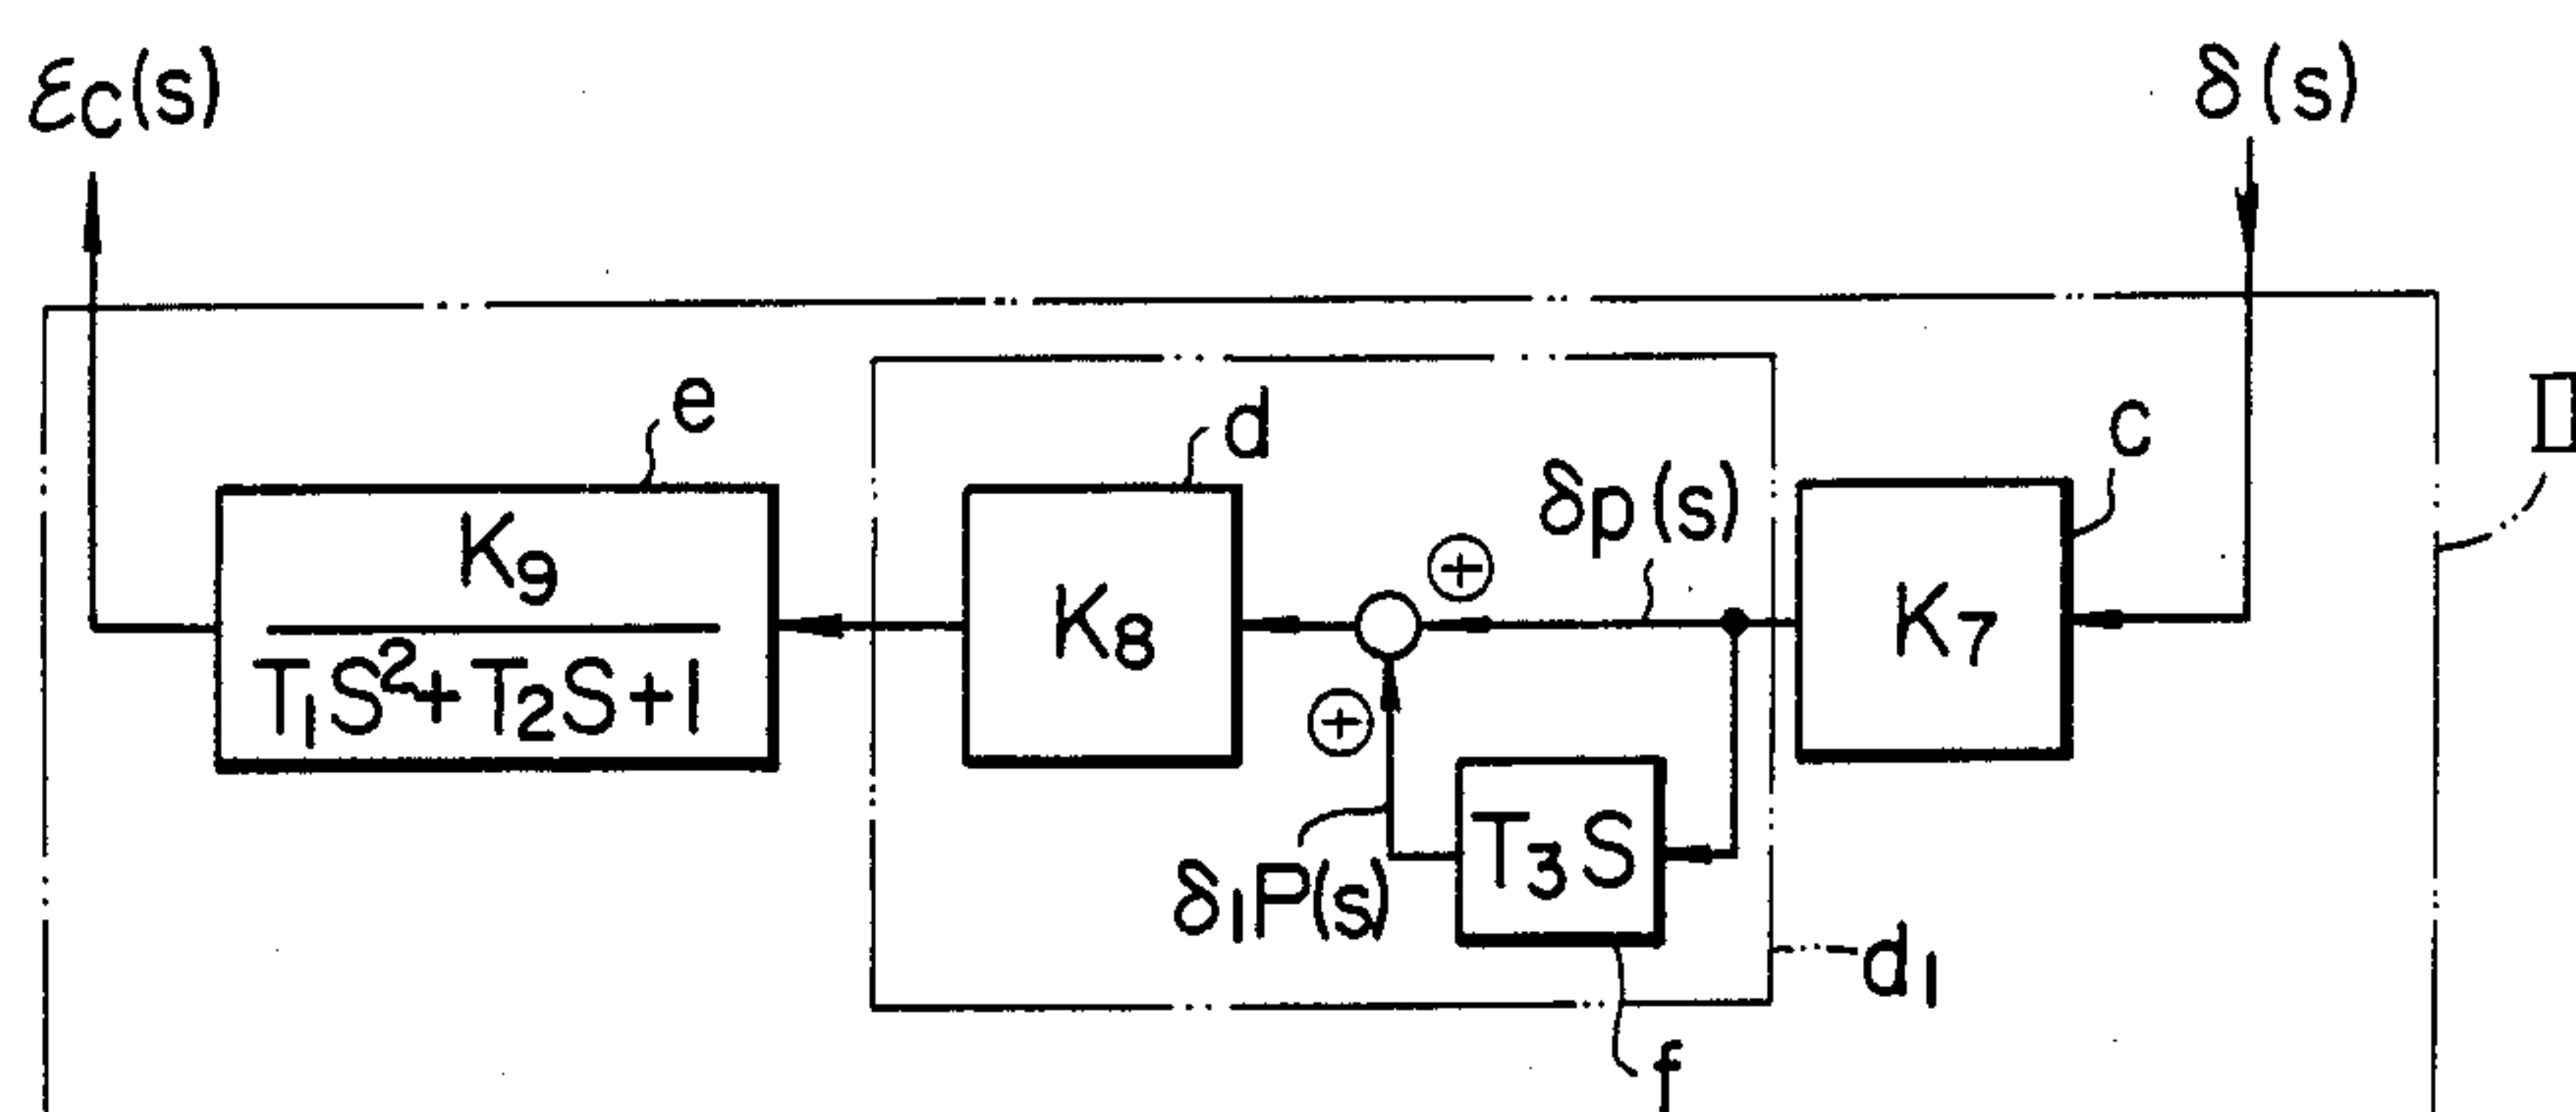 εc(s)
δ(s)
e
d
c
II
δp(s)
⊕
K9
T1S²+T2S+1
K8
K7
⊕
T3S
δ1P(s)
d1
f